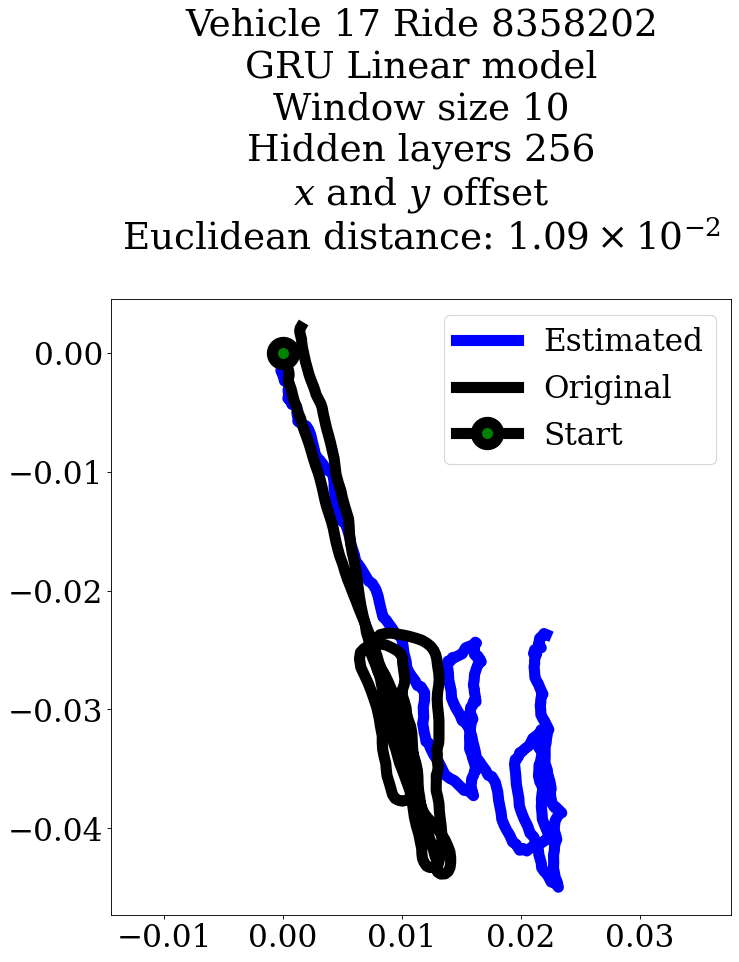 Vehicle 17 Ride 8358202
GRU Linear model
Window size 10
Hidden layers 256
x and y offset
Euclidean distance: 1.09 × 10⁻²
Estimated
Original
Start
0.00
−0.01
−0.02
−0.03
−0.04
−0.01 0.00 0.01 0.02 0.03